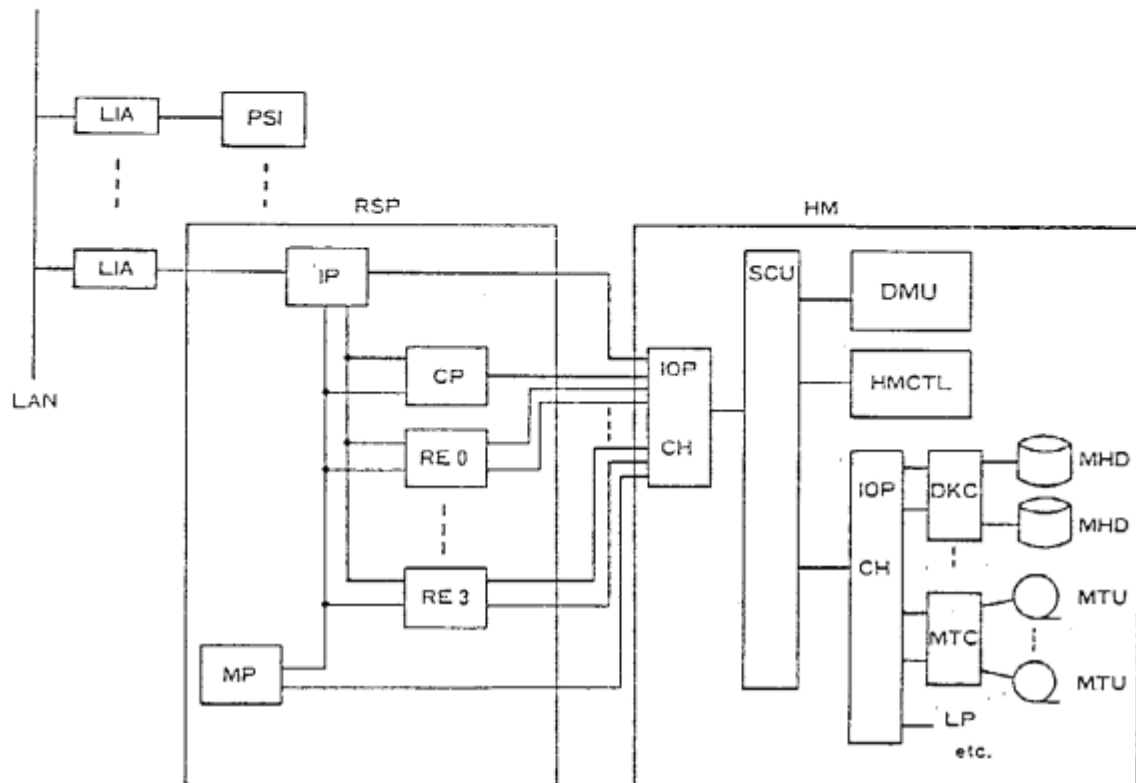 LIA
PSI
RSP
HM
LIA
IP
SCU
DMU
LAN
CP
IOP
HMCTL
RE 0
CH
IOP
DKC
MHD
MHD
CH
RE 3
MTC
MTU
MP
MTU
LP
etc.